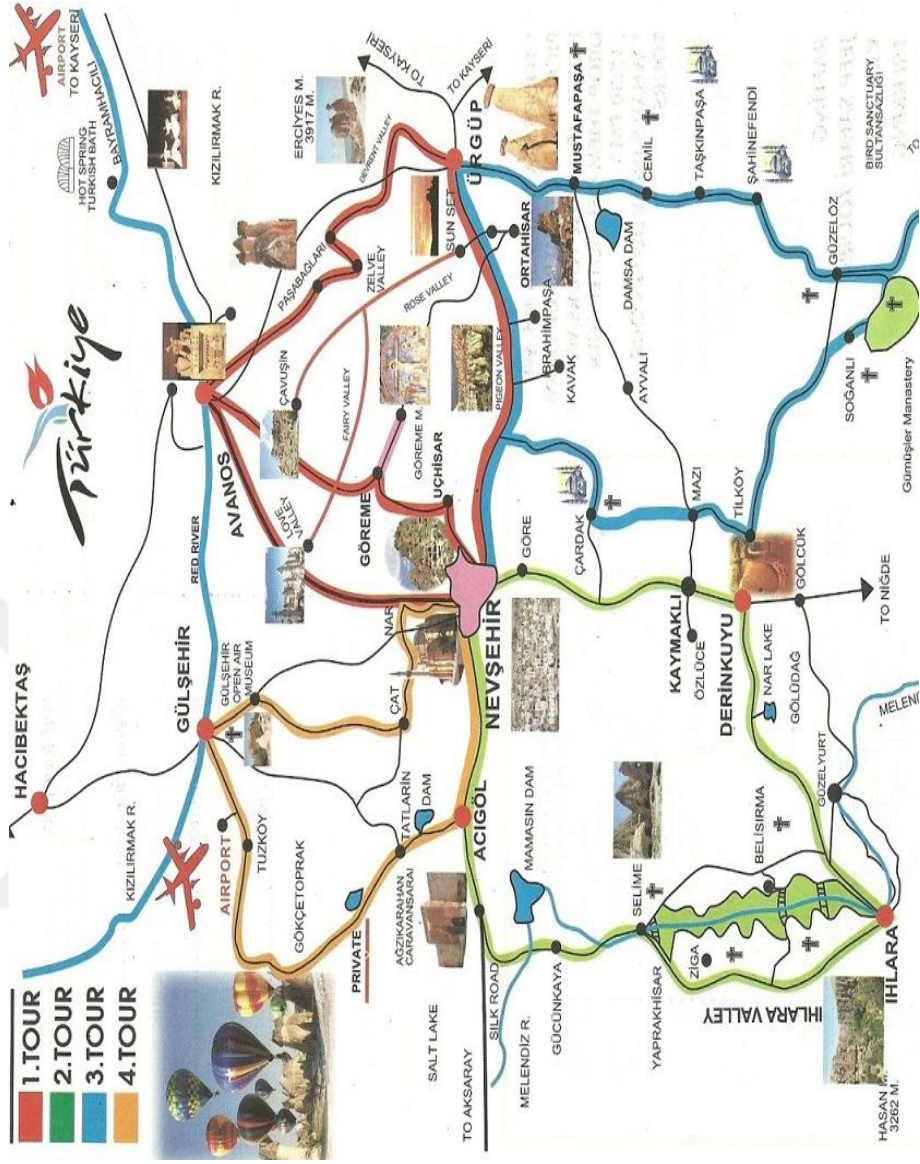 1.TOUR
2.TOUR
3.TOUR
4.TOUR
HACIBEKTAŞ
Türkiye
HOT SPRING
TURKISH BATH
BAYRAMHACILI
AIRPORT
TO KAYSERİ
KIZILIRMAK R.
GÜLŞEHİR
RED RIVER
AVANOS
KIZILIRMAK R.
ERCİYES M.
3917 M.
TO KAYSERİ
TO KAYSERİ
AIRPORT
TUZKÖY
GÜLŞEHİR
OPEN AIR
MUSEUM
LOVE
VALLEY
ÇAVUŞİN
FAIRY VALLEY
PAŞABAĞLARI
ZELVE
VALLEY
DEVRENT VALLEY
GÖKÇETOPRAK
ÇAT
NAR
GÖREME
GÖREME M.
ROSE VALLEY
SUN SET
ÜRGÜP
PRIVATE
TATLARİN
DAM
UÇHİSAR
ORTAHİSAR
AĞZIKARAHAN
CARAVANSARAI
ACIGÖL
NEVŞEHİR
PIGEON VALLEY
İBRAHİMPAŞA
KAVAK
MUSTAFAPAŞA
SALT LAKE
TO AKSARAY
SILK ROAD
GÖRE
MELENDİZ R.
MAMASIN DAM
GÜCÜNKAYA
ÇARDAK
AYVALI
DAMSA DAM
CEMİL
TAŞKINPAŞA
ŞAHİNEFENDİ
SELİME
YAPRAKHİSAR
KAYMAKLI
ÖZLÜCE
MAZI
ZİGA
BELİSIRMA
NAR LAKE
DERİNKUYU
TİLKÖY
GÖLÜDAĞ
GÖLCÜK
GÜZELÖZ
BIRD SANCTUARY
SULTANSAZLIĞI
TO
IHLARA VALLEY
GÜZELYURT
SOĞANLI
HASAN M.
3262 M.
IHLARA
MELEND
TO NİĞDE
Gümüşler Manastery